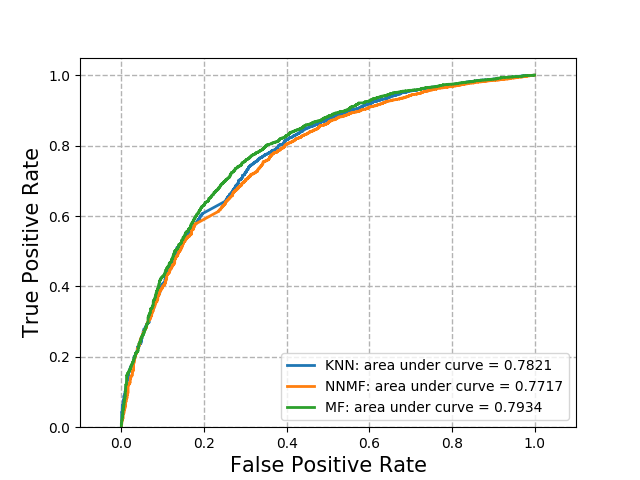 1.0
0.8
0.6
0.4
0.2
0.0
True Positive Rate
KNN: area under curve = 0.7821
NNMF: area under curve = 0.7717
MF: area under curve = 0.7934
0.0 0.2 0.4 0.6 0.8 1.0
False Positive Rate